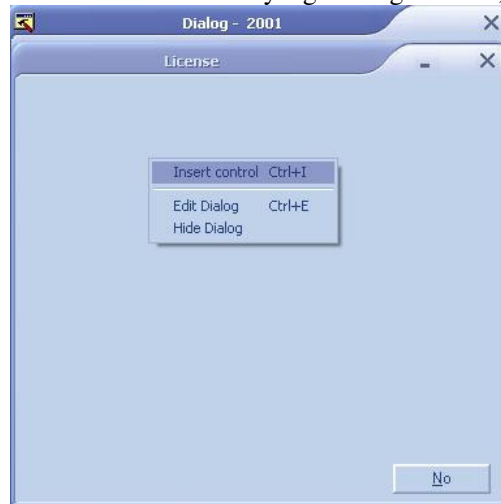 Dialog - 2001
License
Insert control Ctrl+I
Edit Dialog Ctrl+E
Hide Dialog
No